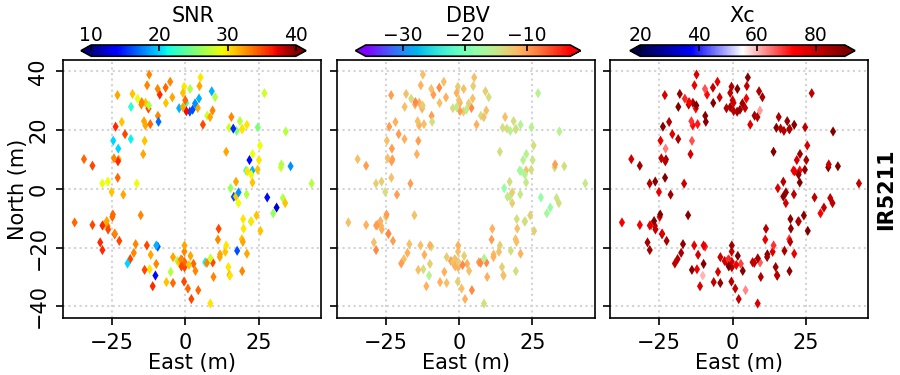 SNR DBV Xc
10 20 30 40 −30 −20 −10 20 40 60 80
40
20
0
−20
−40
North (m)
−25 0 25 −25 0 25 −25 0 25
East (m) East (m) East (m)
IR5211